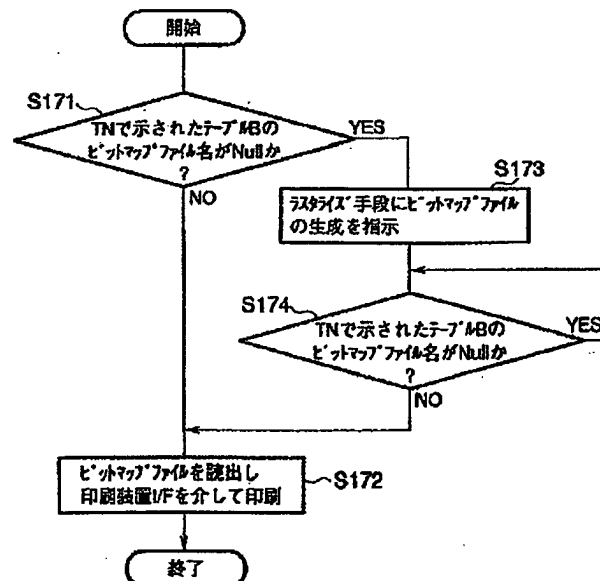 開始
S171
TNで示されたテーブルBの
ビットマップファイル名がNullか
?
YES
NO
S173
ラスタライズ手段にビットマップファイル
の生成を指示
S174
TNで示されたテーブルBの
ビットマップファイル名がNullか
?
YES
NO
ビットマップファイルを読出し
印刷装置I/Fを介して印刷
S172
終了